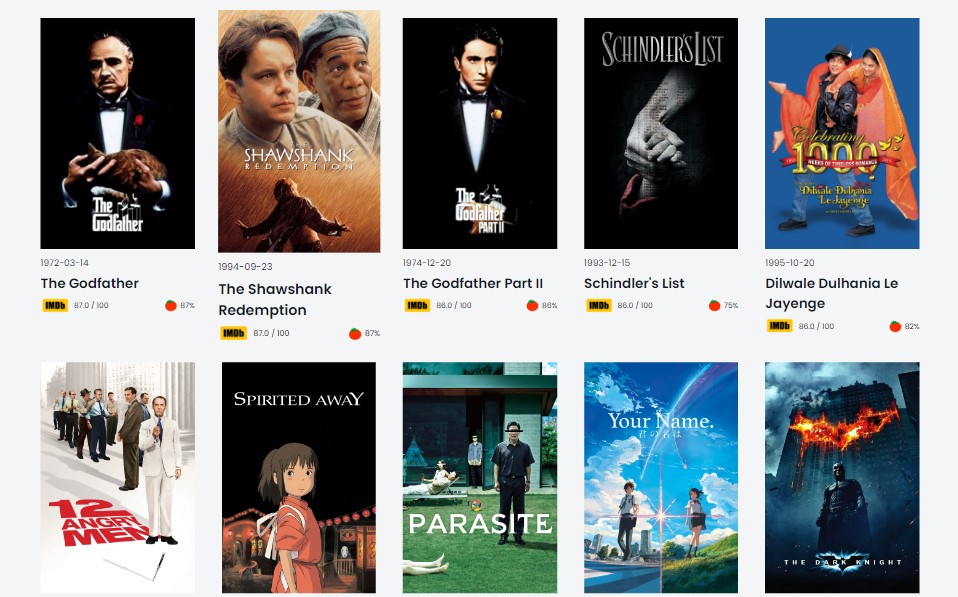 The
Godfather
1972-03-14
The Godfather
IMDb 87.0 / 100 87%
SHAWSHANK
REDEMPTION
1994-09-23
The Shawshank
Redemption
IMDb 87.0 / 100 87%
The
Godfather
PART II
1974-12-20
The Godfather Part II
IMDb 86.0 / 100 86%
SCHINDLER'S LIST
1993-12-15
Schindler's List
IMDb 86.0 / 100 75%
Celebrating
1000
WEEKS OF TIMELESS ROMANCE
Dilwale Dulhania
Le Jayenge
1995-10-20
Dilwale Dulhania Le
Jayenge
IMDb 86.0 / 100 82%
12
ANGRY
MEN
SPIRITED AWAY
PARASITE
Your Name.
君の名は
THE DARK KNIGHT